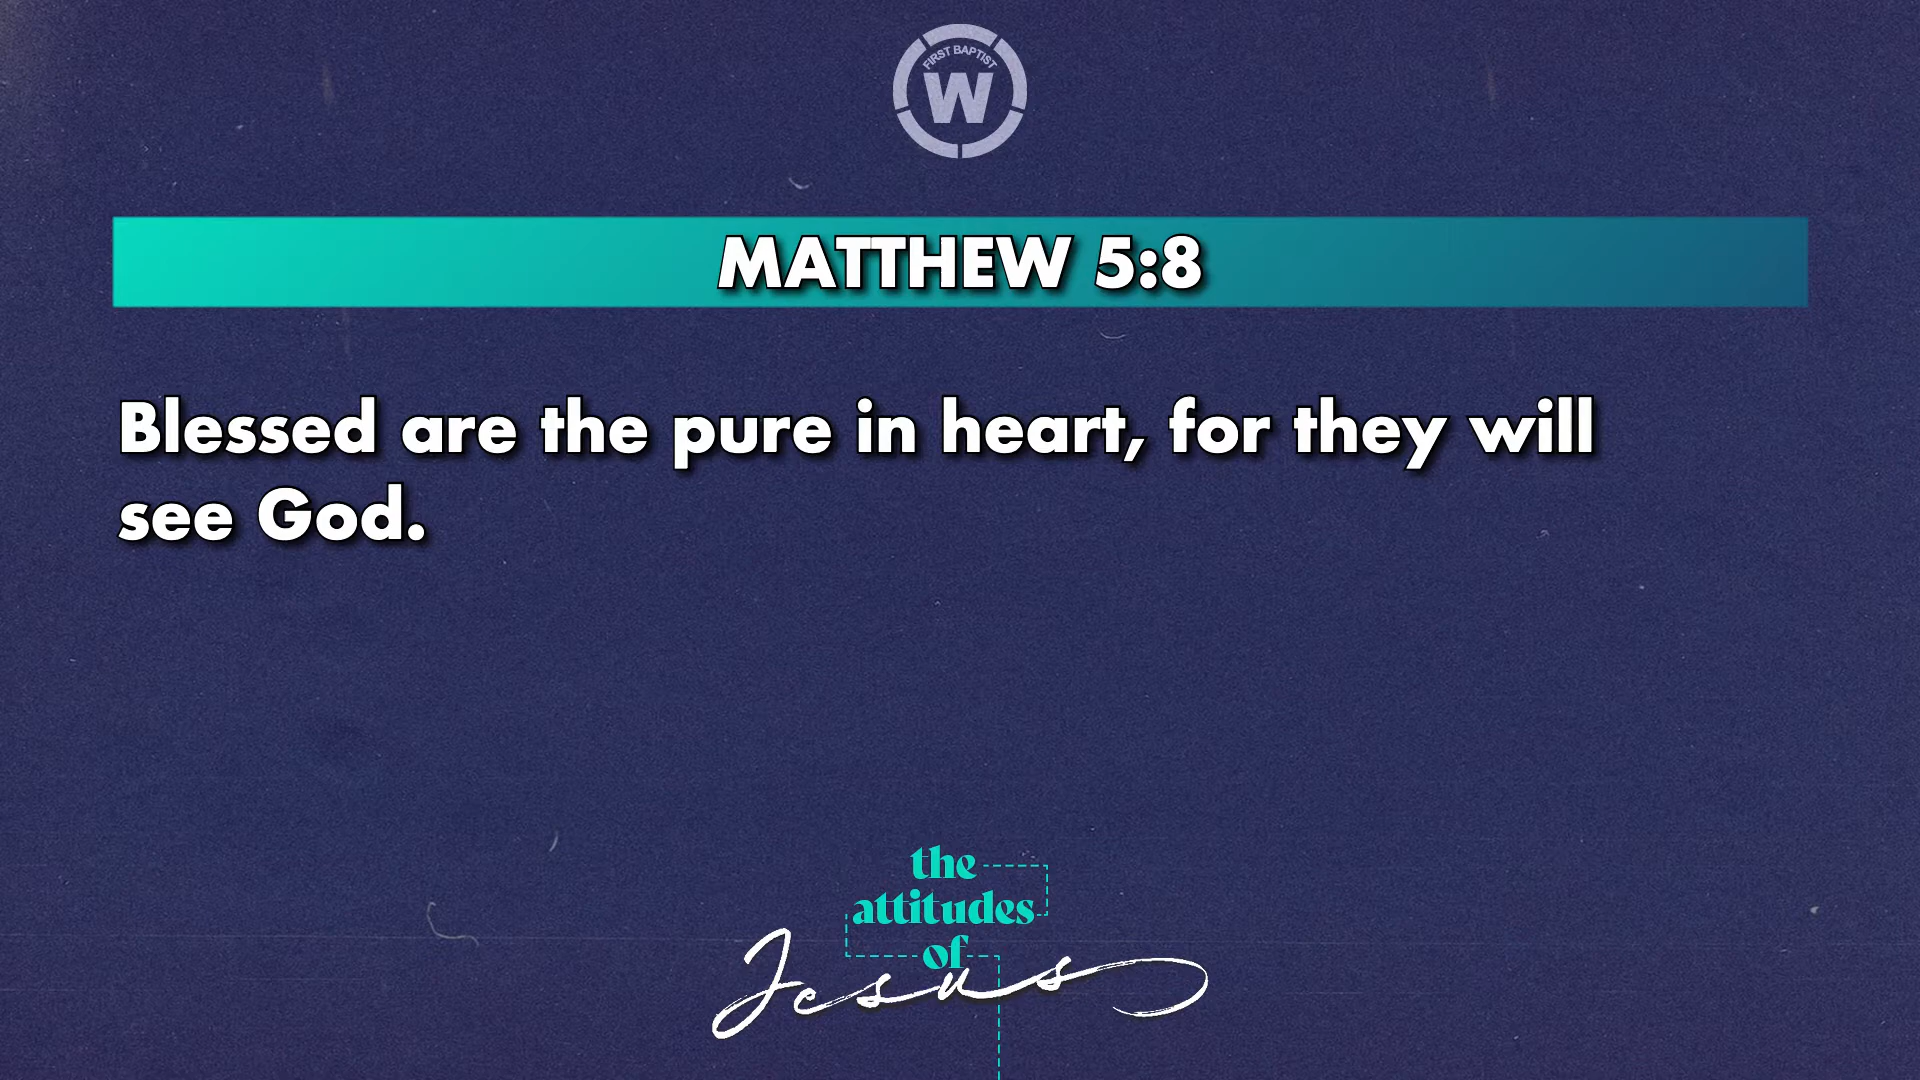 FIRST BAPTIST
W
MATTHEW 5:8
Blessed are the pure in heart, for they will
see God.
the
attitudes
of
Jesus